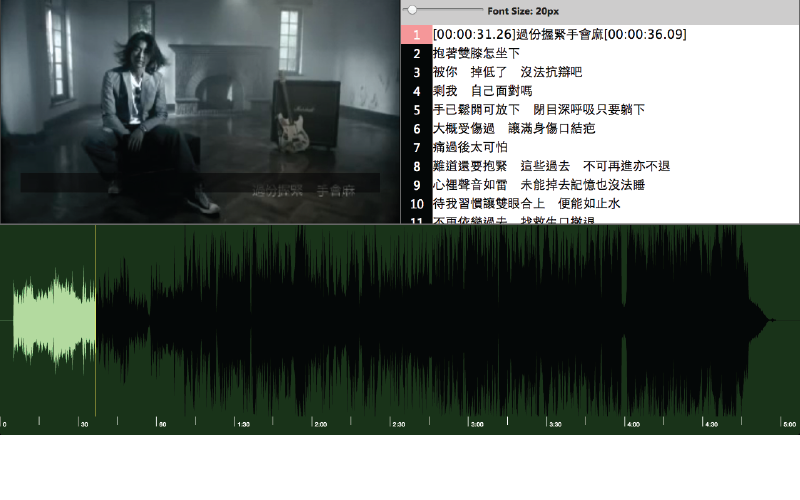 Font Size: 20px
1 [00:00:31.26]過份握緊手會麻[00:00:36.09]
2 抱著雙膝怎坐下
3 被你　掉低了　沒法抗辯吧
4 剩我　自己面對嗎
5 手已鬆開可放下　閉目深呼吸只要躺下
6 大概受傷過　讓滿身傷口結疤
7 痛過後太可怕
8 難道還要抱緊　這些過去　不可再進亦不退
9 心裡聲音如雷　未能掉去記憶也沒法睡
10 待我習慣讓雙眼合上　便能如止水
11 不再依戀過去
過份握緊　手會麻
0 30 60 1:30 2:00 2:30 3:00 3:30 4:00 4:30 5:00